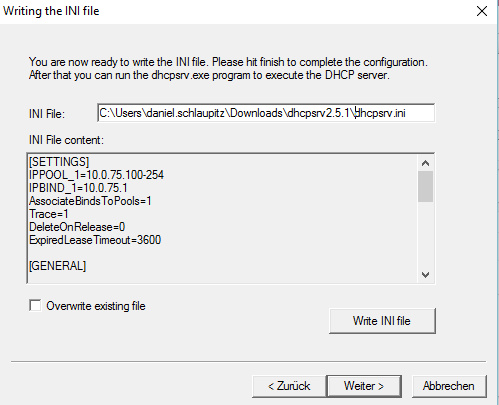 Writing the INI file
You are now ready to write the INI file. Please hit finish to complete the configuration.
After that you can run the dhcpsrv.exe program to execute the DHCP server.
INI File: C:\Users\daniel.schlaupitz\Downloads\dhcpsrv2.5.1\dhcpsrv.ini
INI File content:
[SETTINGS]
IPPOOL_1=10.0.75.100-254
IPBIND_1=10.0.75.1
AssociateBindsToPools=1
Trace=1
DeleteOnRelease=0
ExpiredLeaseTimeout=3600
[GENERAL]
Overwrite existing file
Write INI file
< Zurück Weiter > Abbrechen